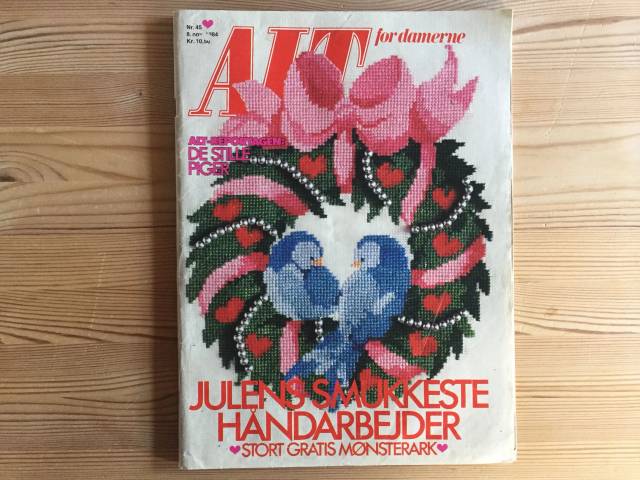 Nr. 45
8. nov. 1984
Kr. 10,50
ALT for damerne
ALT-REPORTAGEN:
DE STILLE
PIGER
JULENS SMUKKESTE
HÅNDARBEJDER
STORT GRATIS MØNSTERARK